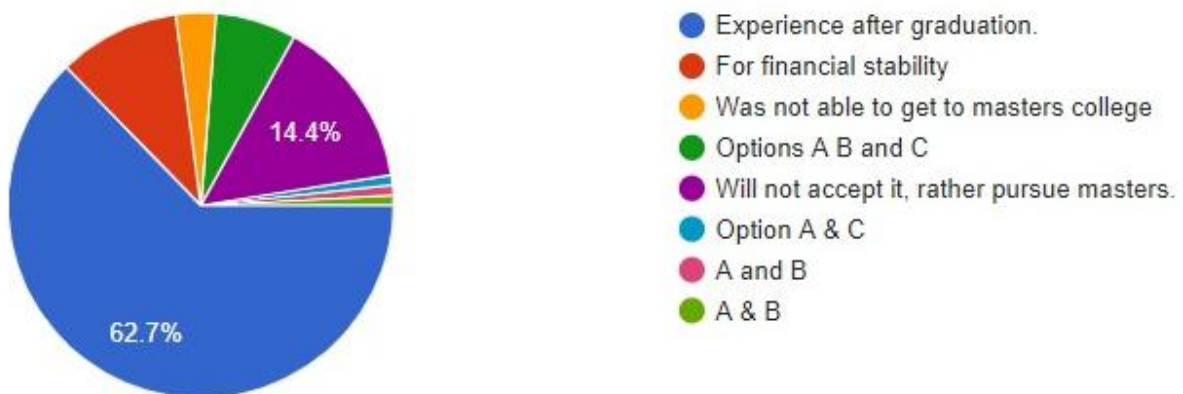 Experience after graduation.
For financial stability
Was not able to get to masters college
Options A B and C
Will not accept it, rather pursue masters.
Option A & C
A and B
A & B
14.4%
62.7%